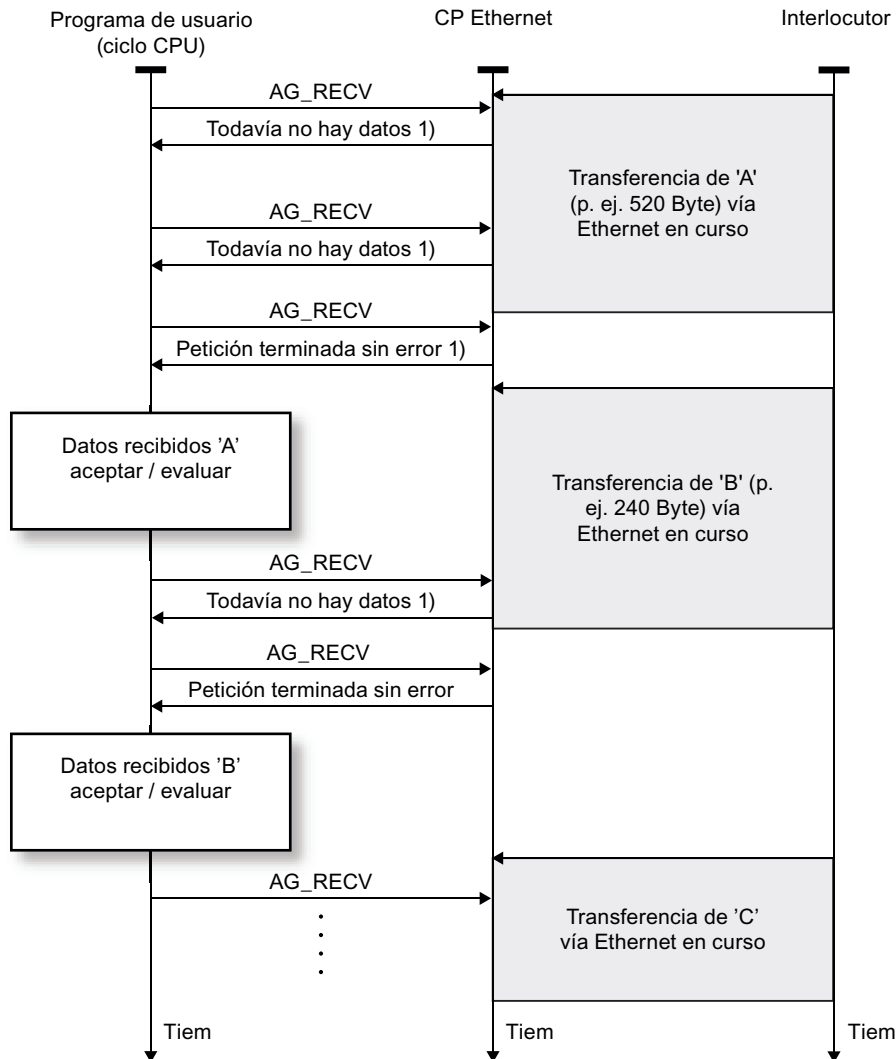 Programa de usuario
(ciclo CPU)
CP Ethernet
Interlocutor
AG_RECV
Todavía no hay datos 1)
Transferencia de 'A'
(p. ej. 520 Byte) vía
Ethernet en curso
AG_RECV
Todavía no hay datos 1)
AG_RECV
Petición terminada sin error 1)
Datos recibidos ’A’
aceptar / evaluar
Transferencia de 'B' (p.
ej. 240 Byte) vía
Ethernet en curso
AG_RECV
Todavía no hay datos 1)
AG_RECV
Petición terminada sin error
Datos recibidos ’B’
aceptar / evaluar
AG_RECV
Transferencia de ’C’
vía Ethernet en curso
Tiem
Tiem
Tiem